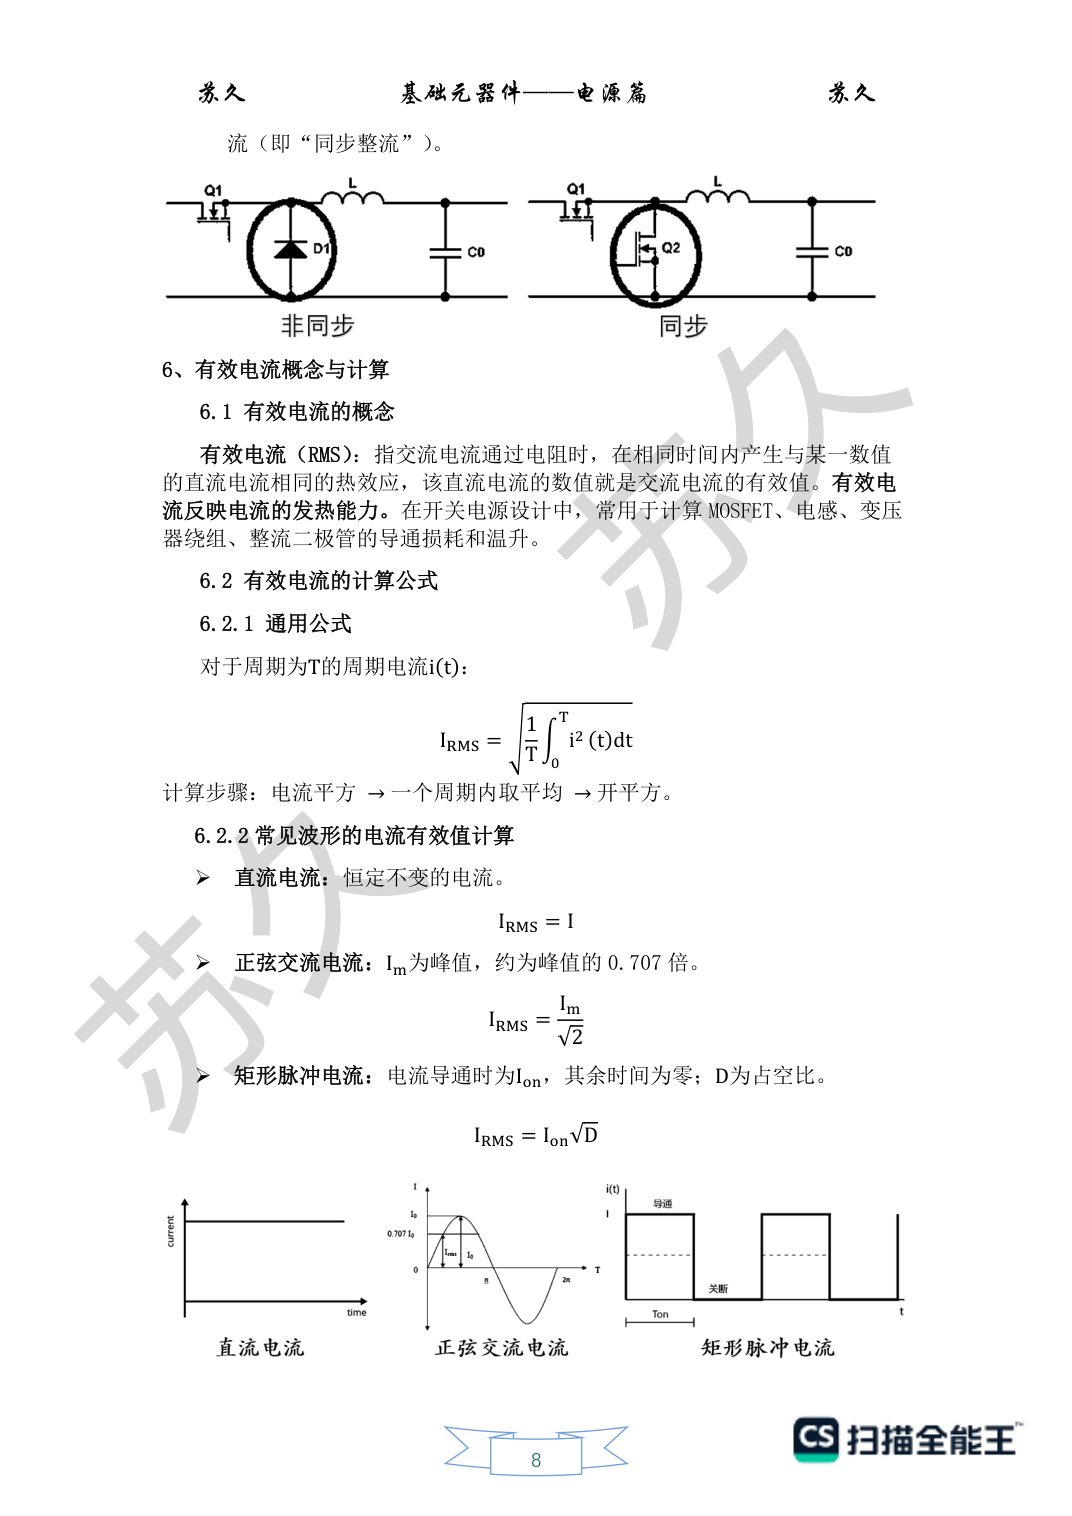 苏久 基础元器件——电源篇 苏久
流（即“同步整流”）。
Q1 L D1 C0
非同步
Q1 L Q2 C0
同步
6、有效电流概念与计算
6.1 有效电流的概念
有效电流（RMS）：指交流电流通过电阻时，在相同时间内产生与某一数值
的直流电流相同的热效应，该直流电流的数值就是交流电流的有效值。有效电
流反映电流的发热能力。在开关电源设计中，常用于计算 MOSFET、电感、变压
器绕组、整流二极管的导通损耗和温升。
6.2 有效电流的计算公式
6.2.1 通用公式
对于周期为T的周期电流i(t)：
I_RMS = √(1/T ∫₀ᵀ i² (t)dt)
计算步骤：电流平方 → 一个周期内取平均 → 开平方。
6.2.2 常见波形的电流有效值计算
➢ 直流电流：恒定不变的电流。
I_RMS = I
➢ 正弦交流电流：I_m为峰值，约为峰值的 0.707 倍。
I_RMS = I_m/√2
➢ 矩形脉冲电流：电流导通时为I_on，其余时间为零；D为占空比。
I_RMS = I_on√D
current
time
直流电流
I
I₀
0.707 I₀
Irms I₀
0 π 2π T
正弦交流电流
i(t)
导通
I
关断
Ton
t
矩形脉冲电流
苏久
苏久
8
CS 扫描全能王™